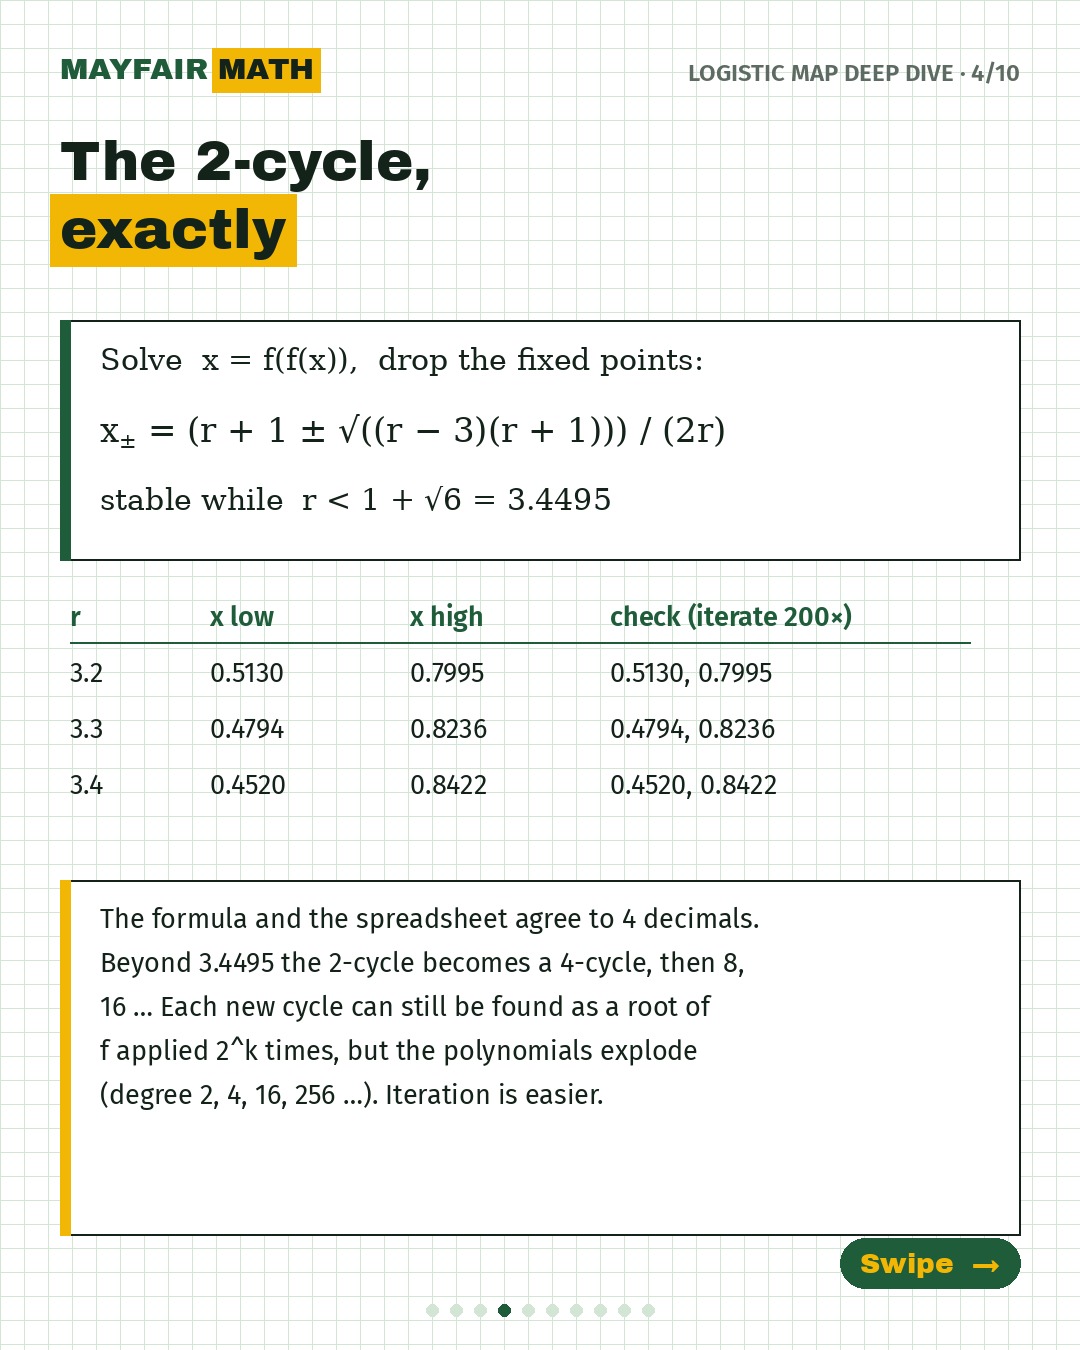 MAYFAIR MATH
LOGISTIC MAP DEEP DIVE · 4/10
The 2-cycle,
exactly
Solve  x = f(f(x)),  drop the fixed points:
x± = (r + 1 ± √((r − 3)(r + 1))) / (2r)
stable while  r < 1 + √6 = 3.4495
r x low x high check (iterate 200×)
3.2 0.5130 0.7995 0.5130, 0.7995
3.3 0.4794 0.8236 0.4794, 0.8236
3.4 0.4520 0.8422 0.4520, 0.8422
The formula and the spreadsheet agree to 4 decimals.
Beyond 3.4495 the 2-cycle becomes a 4-cycle, then 8,
16 ... Each new cycle can still be found as a root of
f applied 2^k times, but the polynomials explode
(degree 2, 4, 16, 256 ...). Iteration is easier.
Swipe →